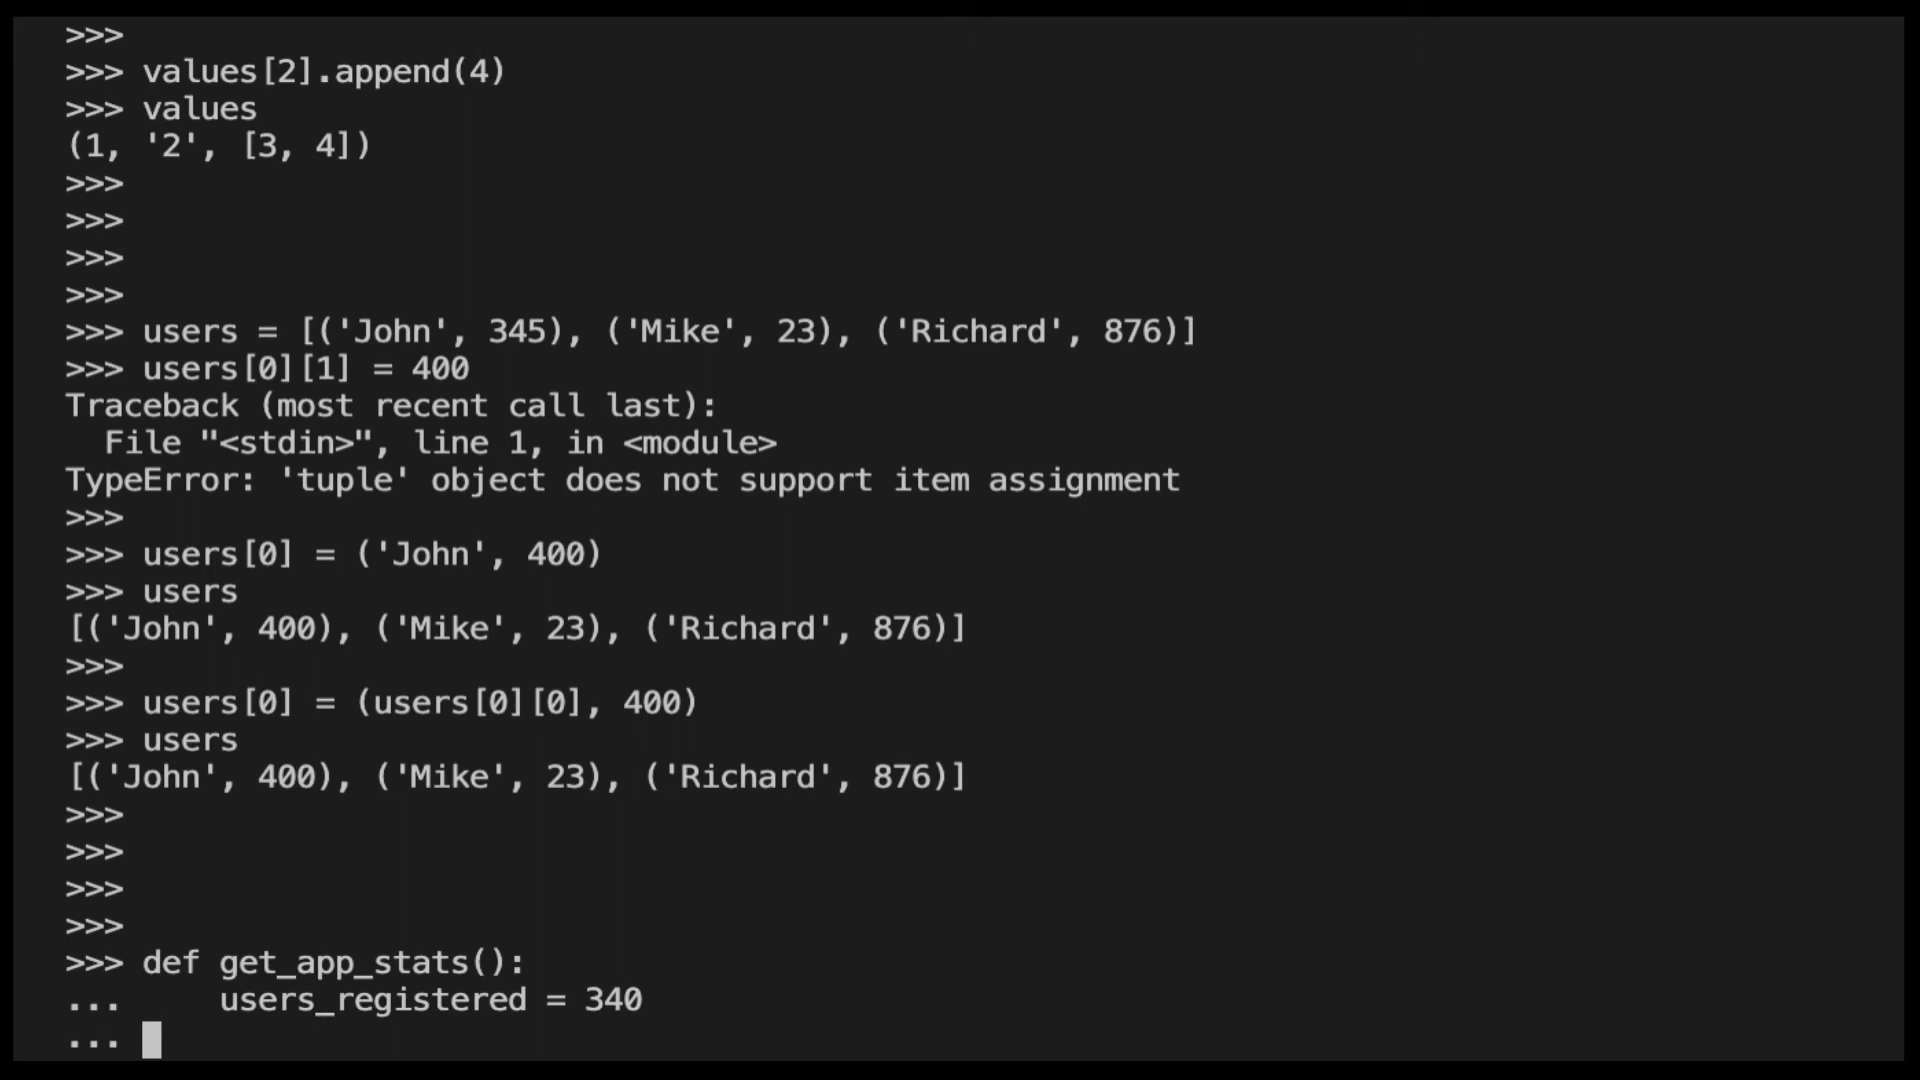 >>>
>>> values[2].append(4)
>>> values
(1, '2', [3, 4])
>>>
>>>
>>>
>>>
>>> users = [('John', 345), ('Mike', 23), ('Richard', 876)]
>>> users[0][1] = 400
Traceback (most recent call last):
  File "<stdin>", line 1, in <module>
TypeError: 'tuple' object does not support item assignment
>>>
>>> users[0] = ('John', 400)
>>> users
[('John', 400), ('Mike', 23), ('Richard', 876)]
>>>
>>> users[0] = (users[0][0], 400)
>>> users
[('John', 400), ('Mike', 23), ('Richard', 876)]
>>>
>>>
>>>
>>>
>>> def get_app_stats():
...     users_registered = 340
...